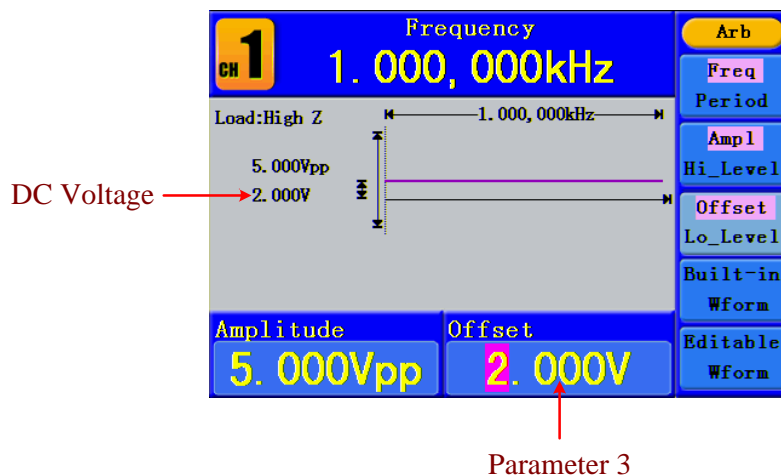 CH 1
Frequency
1.000,000kHz
Load:High Z
1.000,000kHz
5.000Vpp
DC Voltage
2.000V
Amplitude
5.000Vpp
Offset
2.000V
Parameter 3
Arb
Freq
Period
Ampl
Hi_Level
Offset
Lo_Level
Built-in
Wform
Editable
Wform